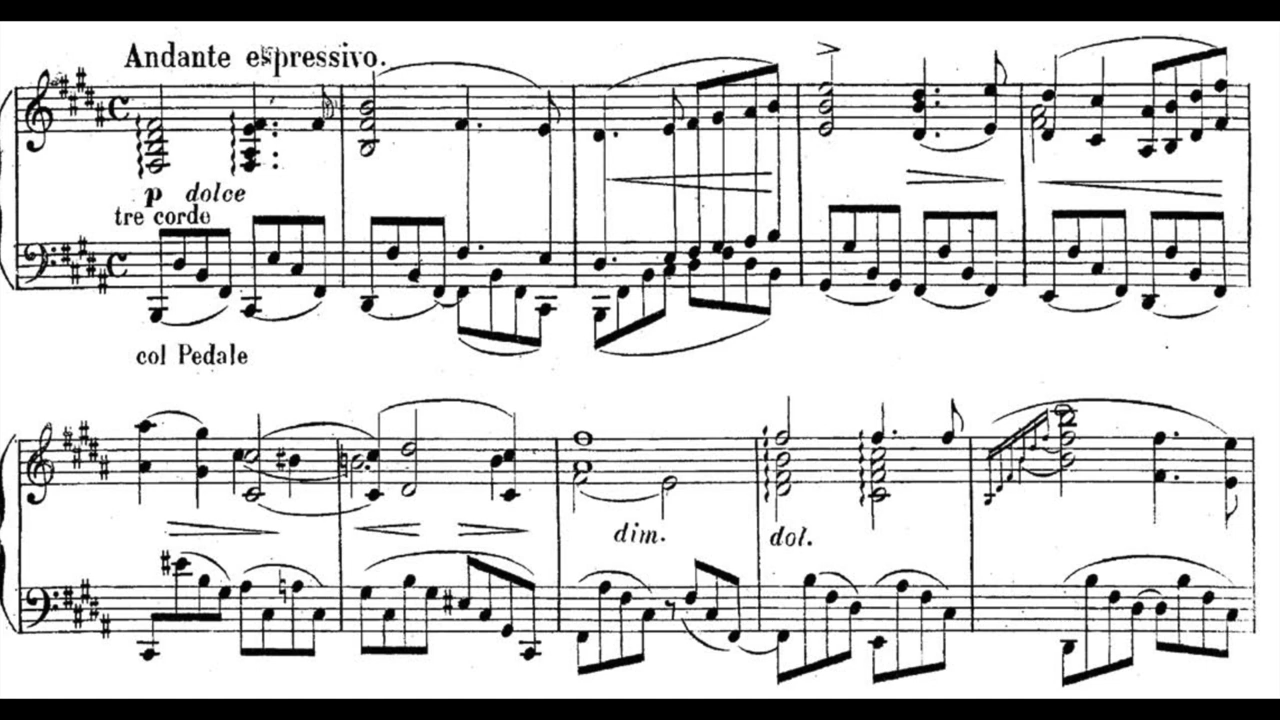 Andante espressivo.
p dolce
tre corde
col Pedale
dim.
dol.